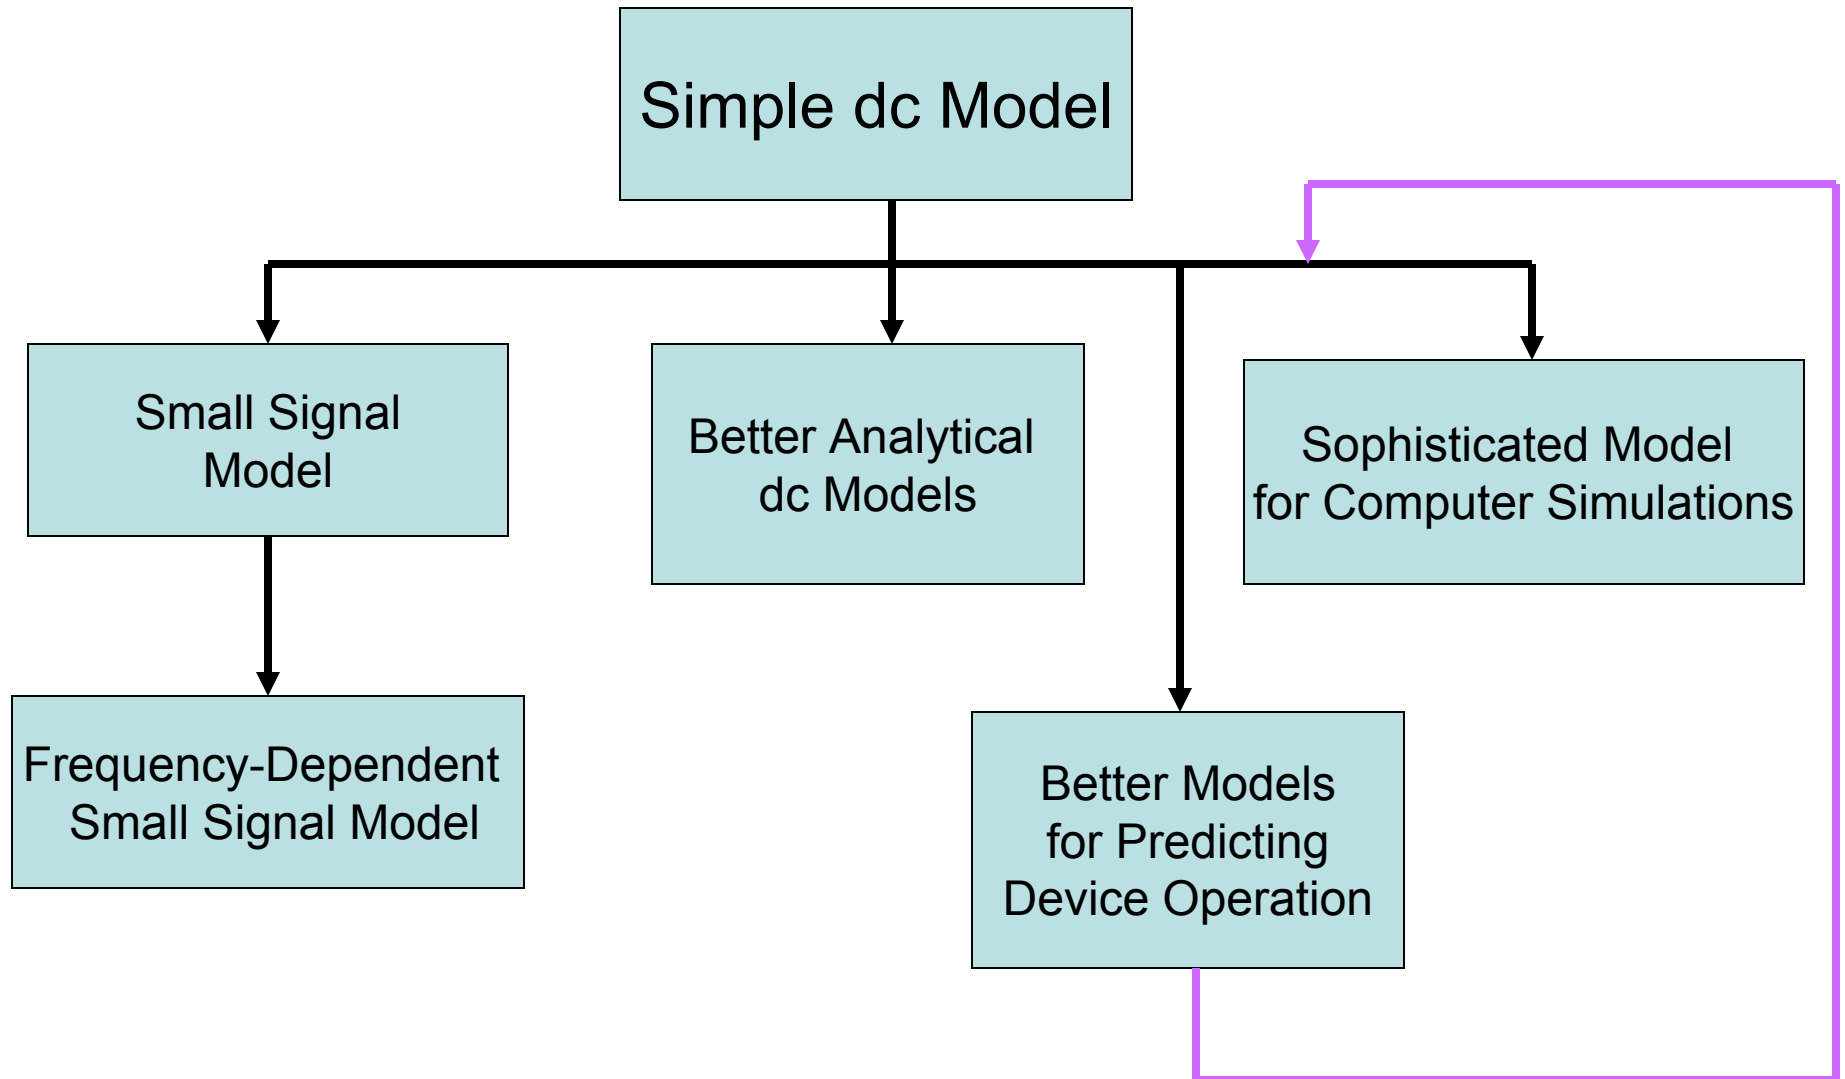 Simple dc Model
Small Signal
Model
Better Analytical
dc Models
Sophisticated Model
for Computer Simulations
Frequency-Dependent
Small Signal Model
Better Models
for Predicting
Device Operation